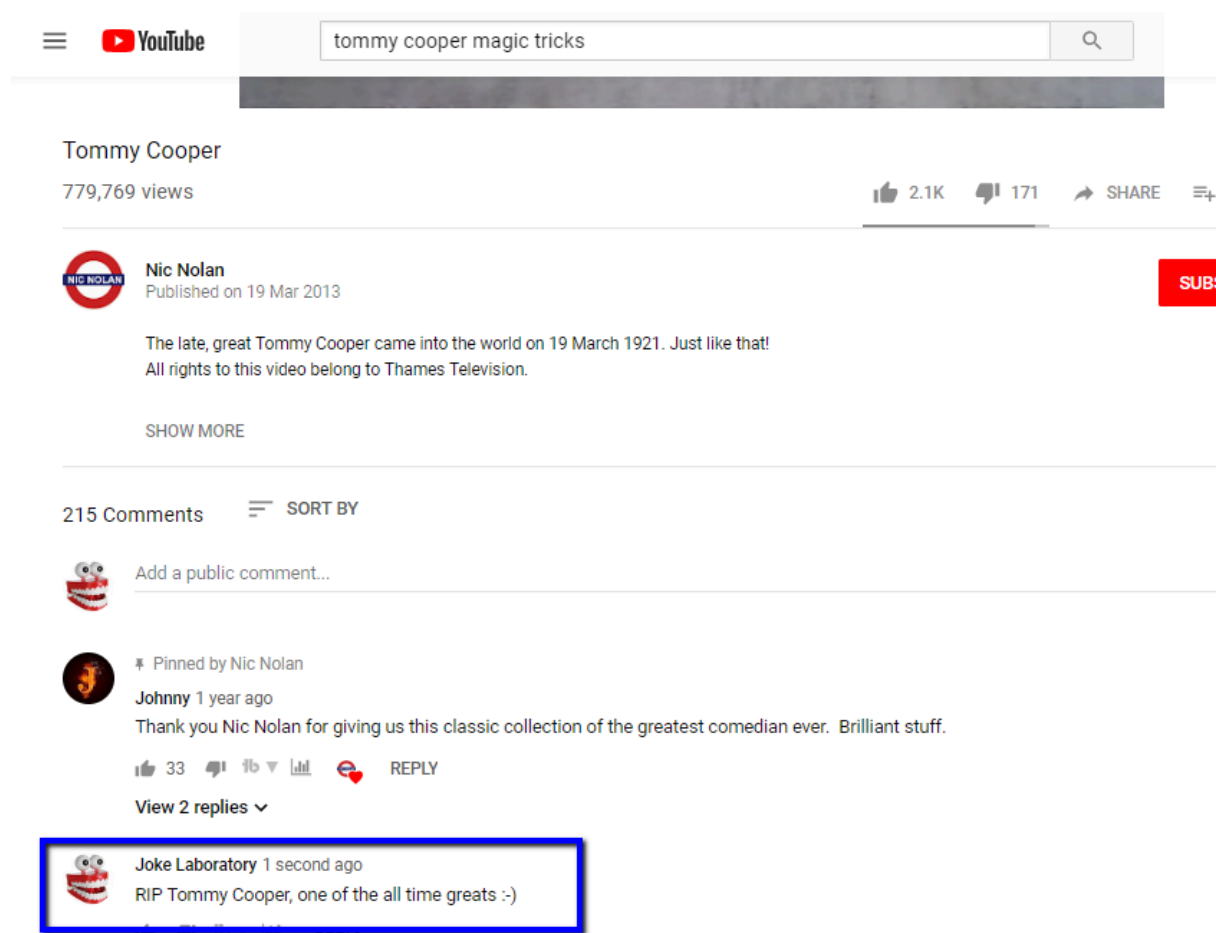 YouTube
tommy cooper magic tricks
Tommy Cooper
779,769 views
2.1K 171 SHARE
NIC NOLAN
Nic Nolan
Published on 19 Mar 2013
SUBS
The late, great Tommy Cooper came into the world on 19 March 1921. Just like that!
All rights to this video belong to Thames Television.
SHOW MORE
215 Comments SORT BY
Add a public comment...
Pinned by Nic Nolan
Johnny 1 year ago
Thank you Nic Nolan for giving us this classic collection of the greatest comedian ever. Brilliant stuff.
33 REPLY
View 2 replies
Joke Laboratory 1 second ago
RIP Tommy Cooper, one of the all time greats :-)